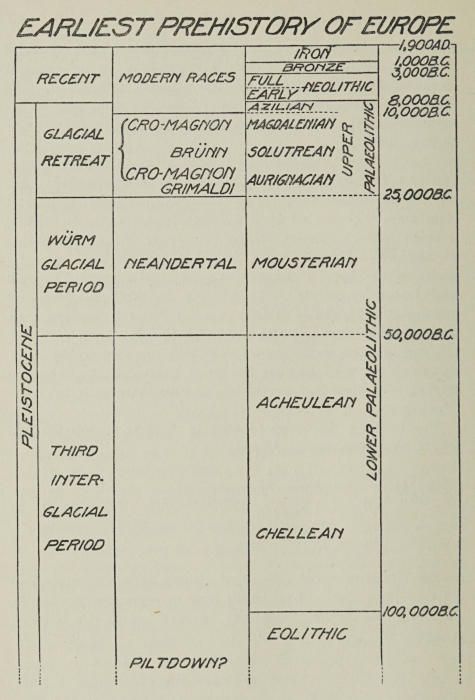 EARLIEST PREHISTORY OF EUROPE
IRON
1,900 A.D.
BRONZE
1,000 B.C.
RECENT
MODERN RACES
FULL
EARLY
NEOLITHIC
3,000 B.C.
AZILIAN
8,000 B.C.
10,000 B.C.
GLACIAL
RETREAT
CRO-MAGNON
BRÜNN
CRO-MAGNON
GRIMALDI
MAGDALENIAN
SOLUTREAN
AURIGNACIAN
UPPER
PALAEOLITHIC
25,000 B.C.
WÜRM
GLACIAL
PERIOD
NEANDERTAL
MOUSTERIAN
50,000 B.C.
PLEISTOCENE
LOWER PALAEOLITHIC
ACHEULEAN
THIRD
INTER-
GLACIAL
PERIOD
CHELLEAN
100,000 B.C.
EOLITHIC
PILTDOWN?